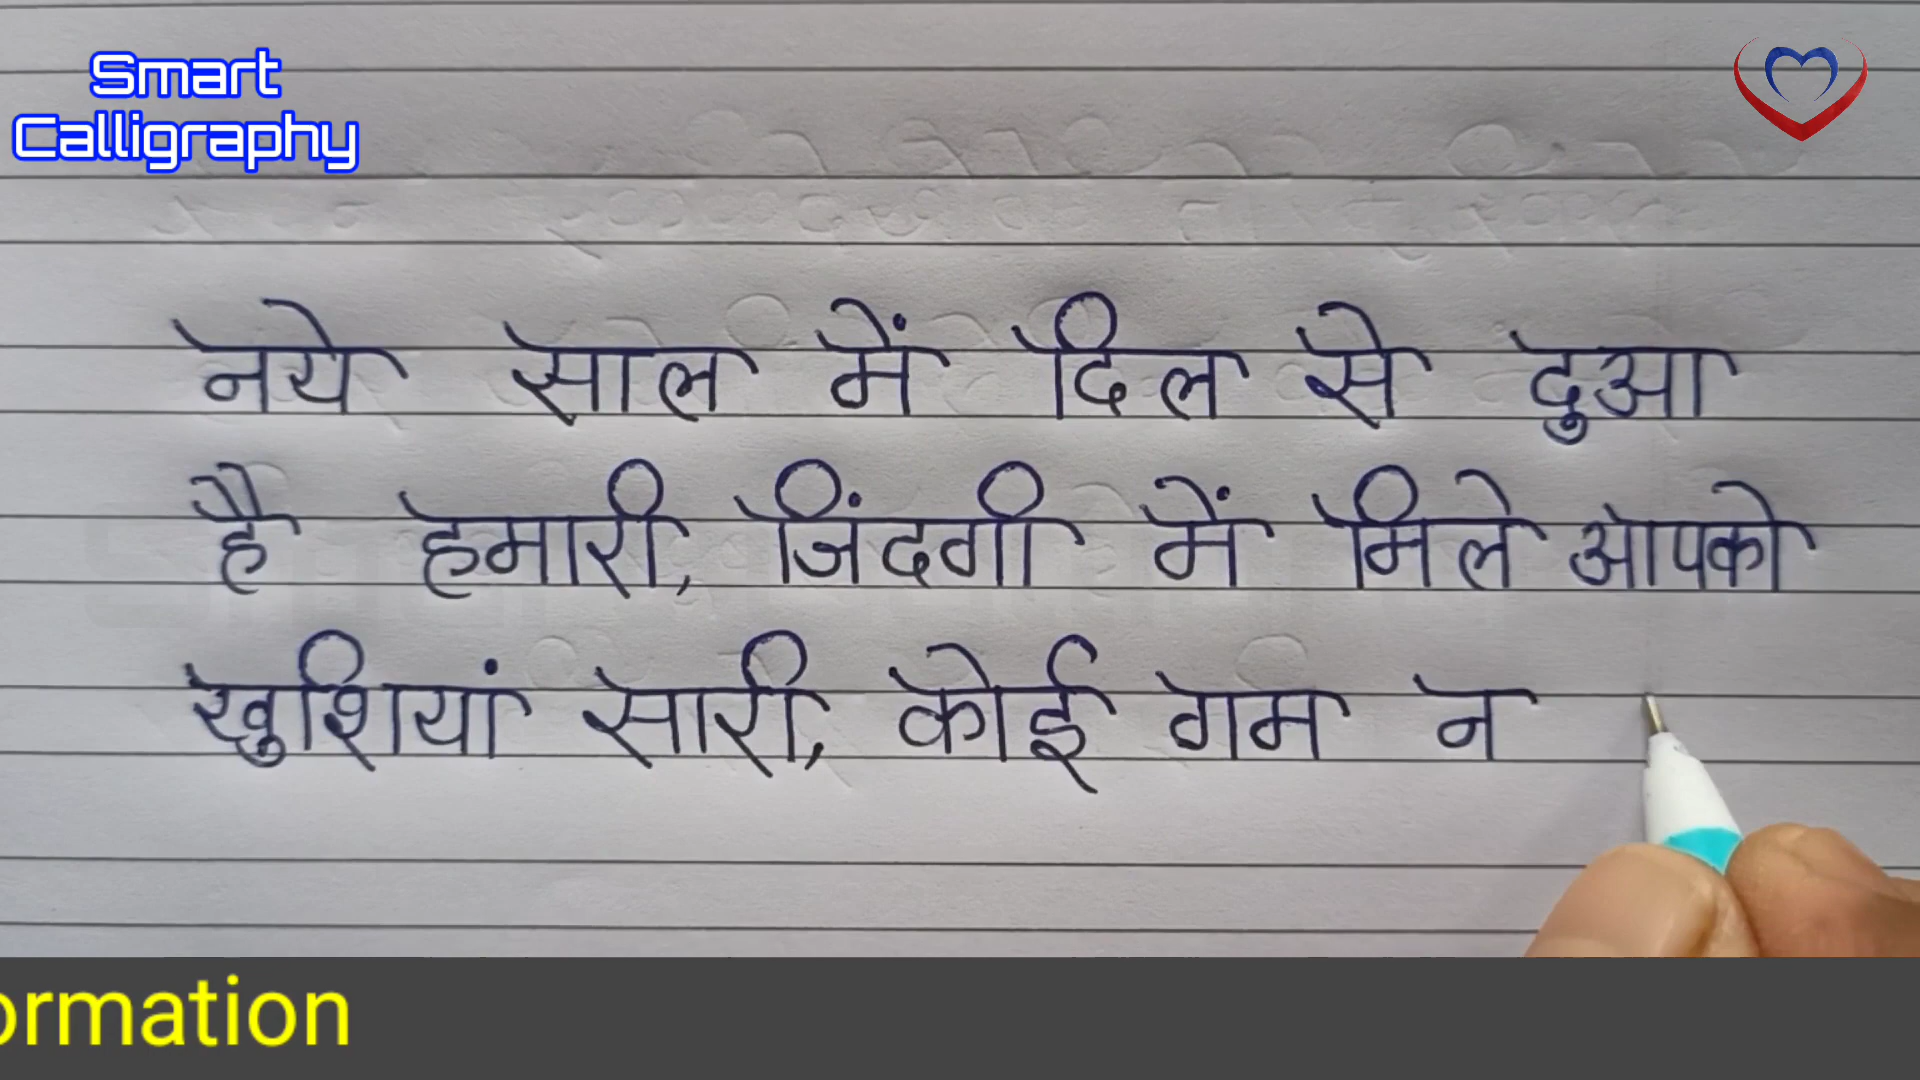 Smart
Calligraphy
नये साल में दिल से दुआ
है हमारी, जिंदगी में मिले आपको
खुशियां सारी, कोई गम न
ormation